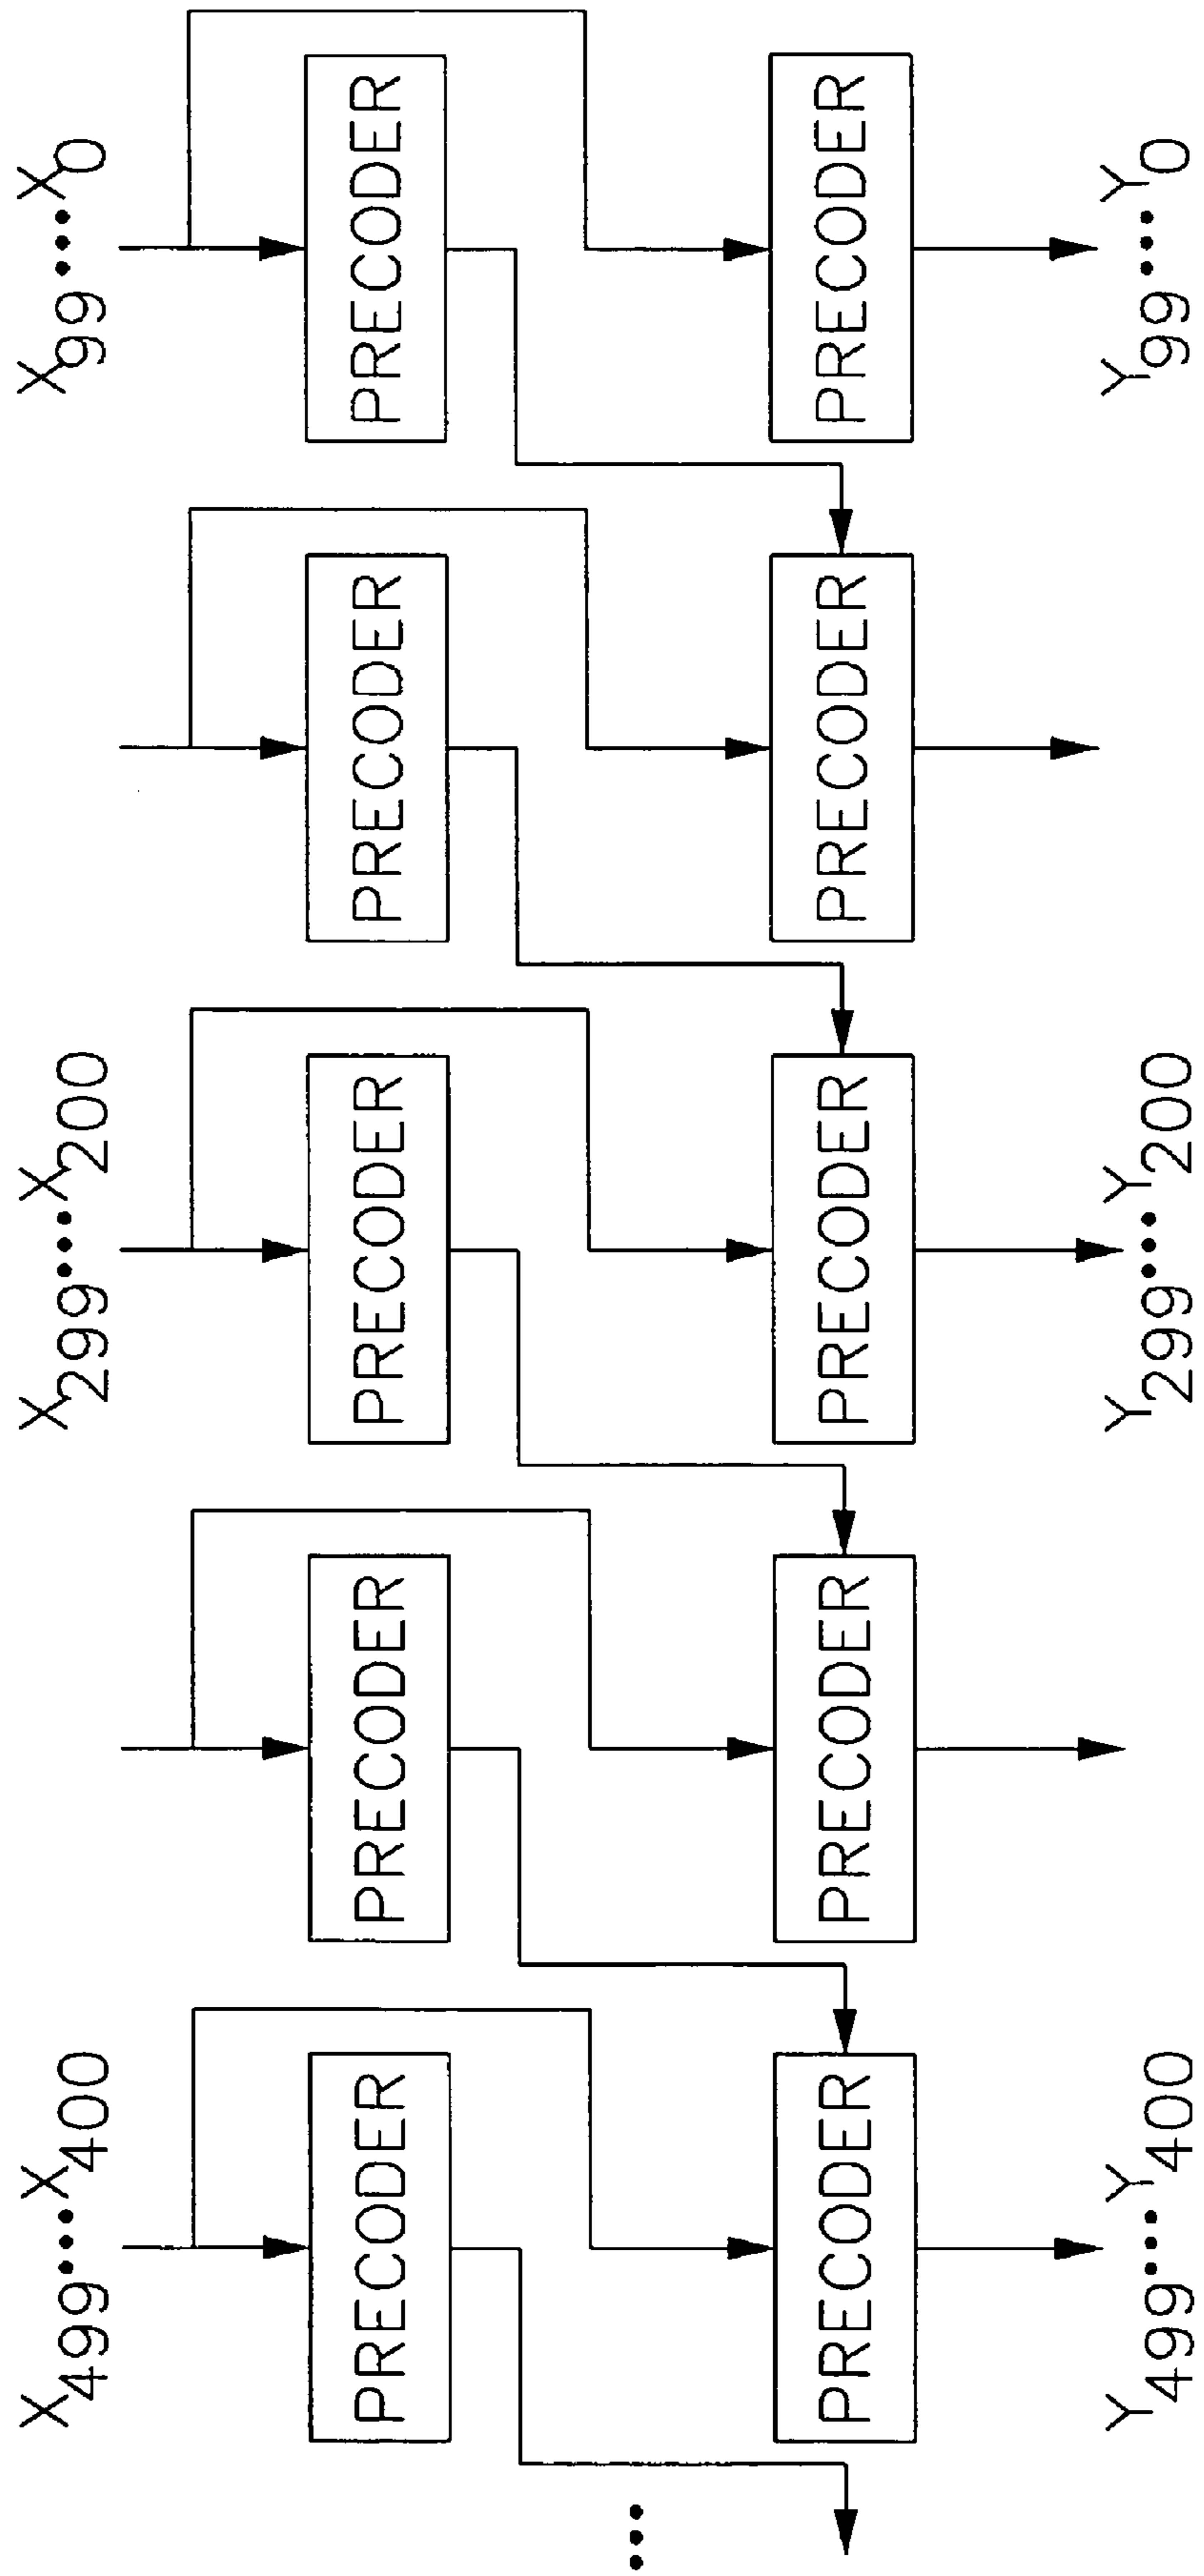 X499...X400
X299...X200
X99...X0
PRECODER
PRECODER
PRECODER
PRECODER
PRECODER
...
PRECODER
PRECODER
PRECODER
PRECODER
PRECODER
Y499...Y400
Y299...Y200
Y99...Y0